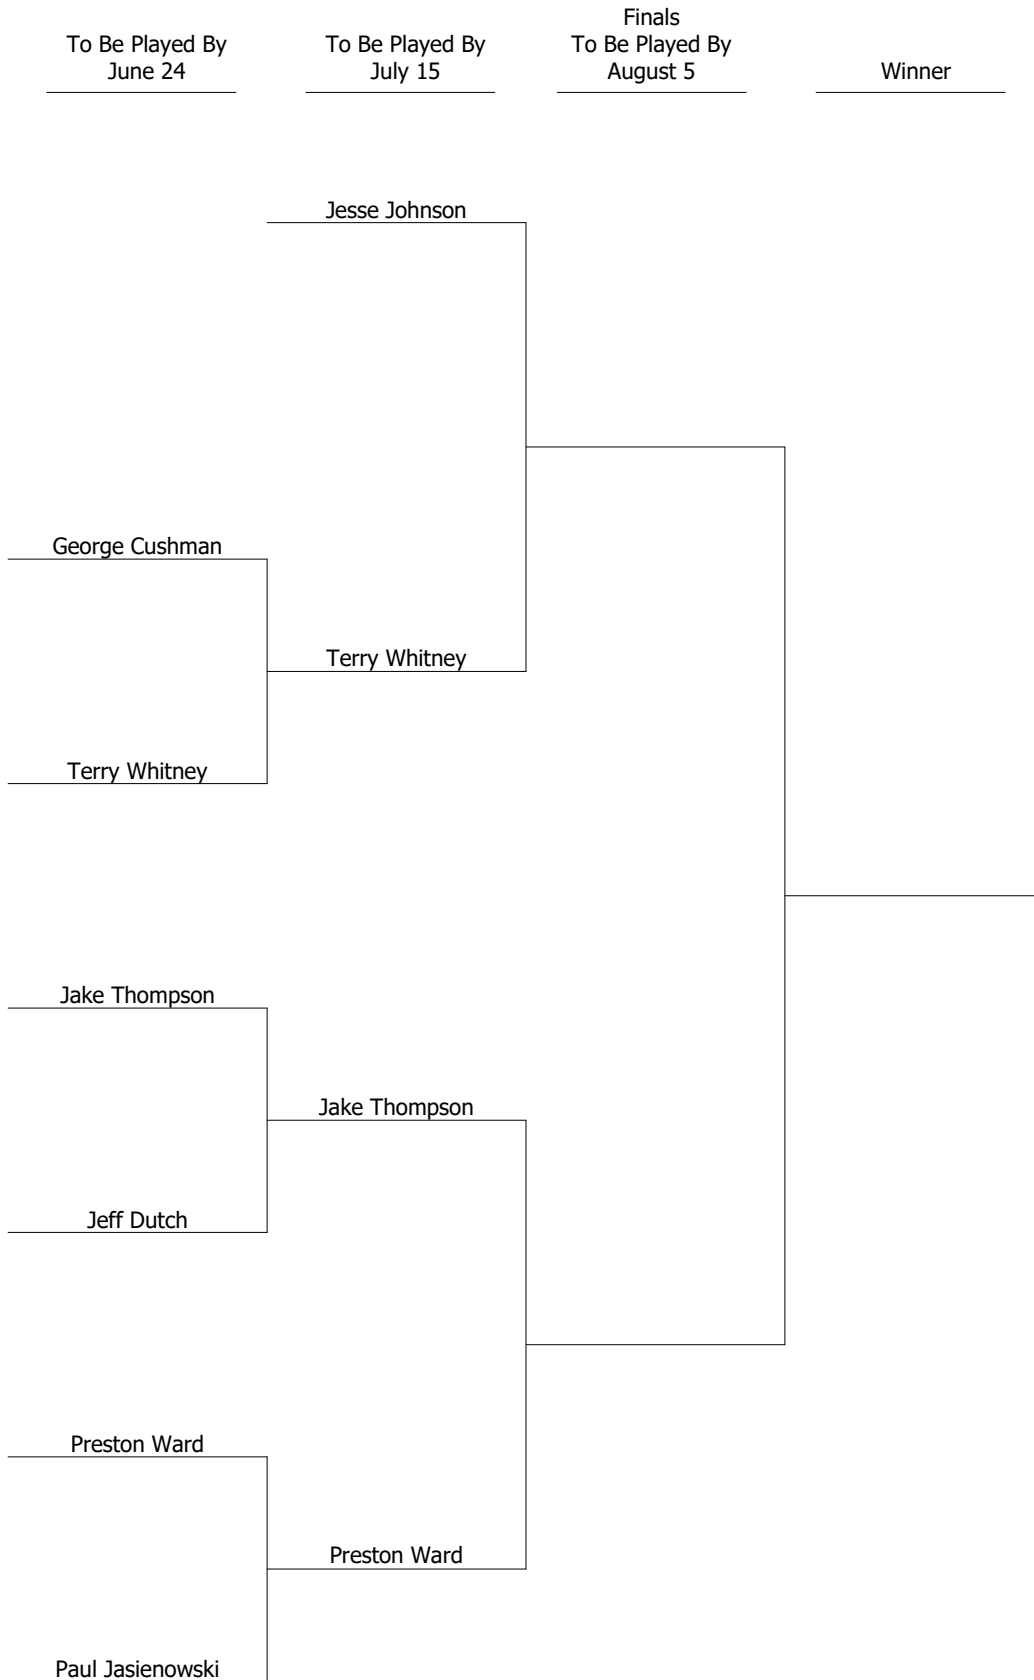 To Be Played By
June 24
To Be Played By
July 15
Finals
To Be Played By
August 5
Winner
Jesse Johnson
George Cushman
Terry Whitney
Terry Whitney
Jake Thompson
Jake Thompson
Jeff Dutch
Preston Ward
Preston Ward
Paul Jasienowski